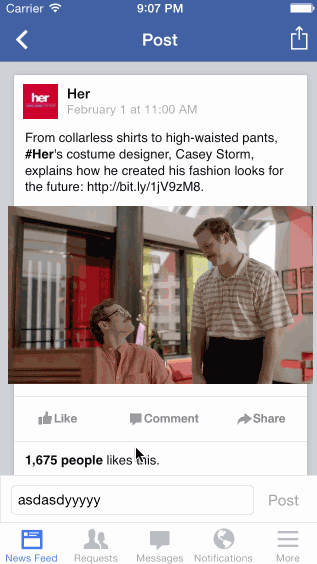 Carrier 9:07 PM
Post
her
Her
February 1 at 11:00 AM
From collarless shirts to high-waisted pants,
#Her's costume designer, Casey Storm,
explains how he created his fashion looks for
the future: http://bit.ly/1jV9zM8.
Like Comment Share
1,675 people likes this.
asdasdyyyyy Post
News Feed Requests Messages Notifications More